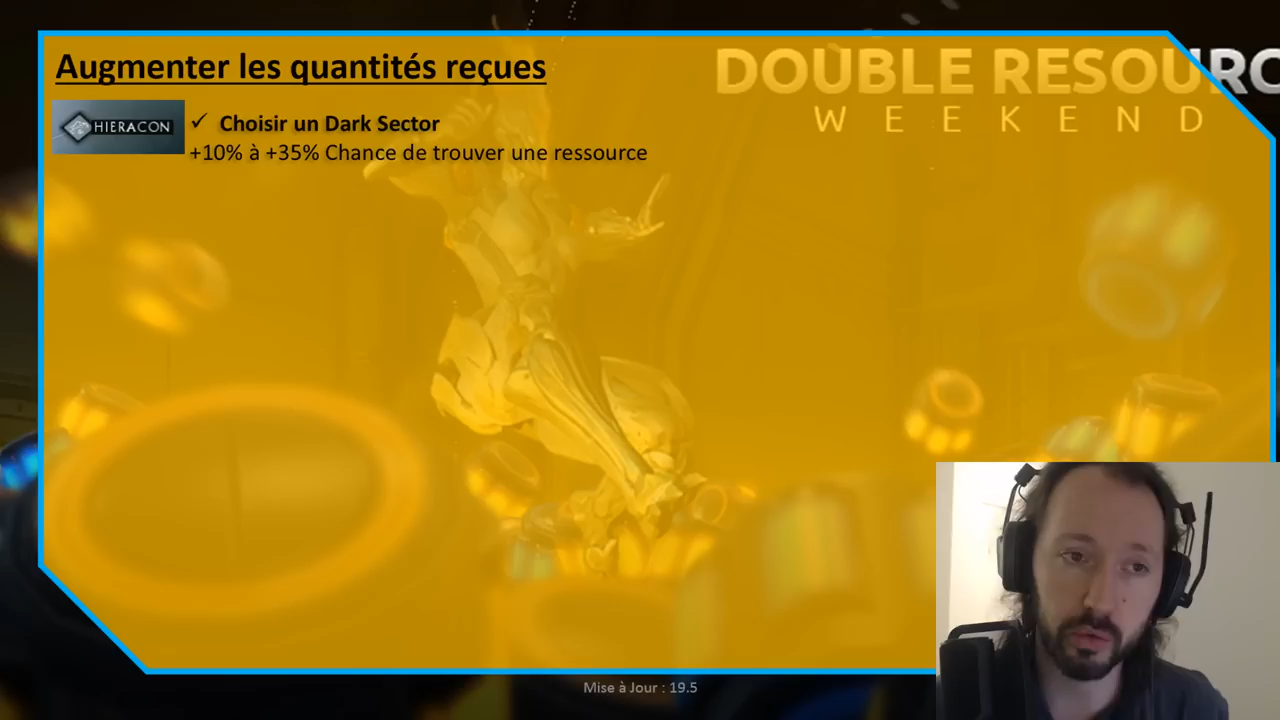 Augmenter les quantités reçues
DOUBLE RESOURC
WEEKEND
HIERACON
✓ Choisir un Dark Sector
+10% à +35% Chance de trouver une ressource
Mise à Jour : 19.5